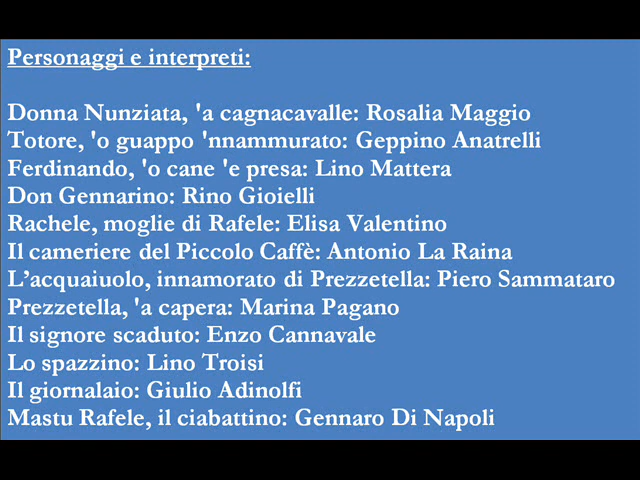 Personaggi e interpreti:
Donna Nunziata, 'a cagnacavalle: Rosalia Maggio
Totore, 'o guappo 'nnammurato: Geppino Anatrelli
Ferdinando, 'o cane 'e presa: Lino Mattera
Don Gennarino: Rino Gioielli
Rachele, moglie di Rafele: Elisa Valentino
Il cameriere del Piccolo Caffè: Antonio La Raina
L’acquaiuolo, innamorato di Prezzetella: Piero Sammataro
Prezzetella, 'a capera: Marina Pagano
Il signore scaduto: Enzo Cannavale
Lo spazzino: Lino Troisi
Il giornalaio: Giulio Adinolfi
Mastu Rafele, il ciabattino: Gennaro Di Napoli